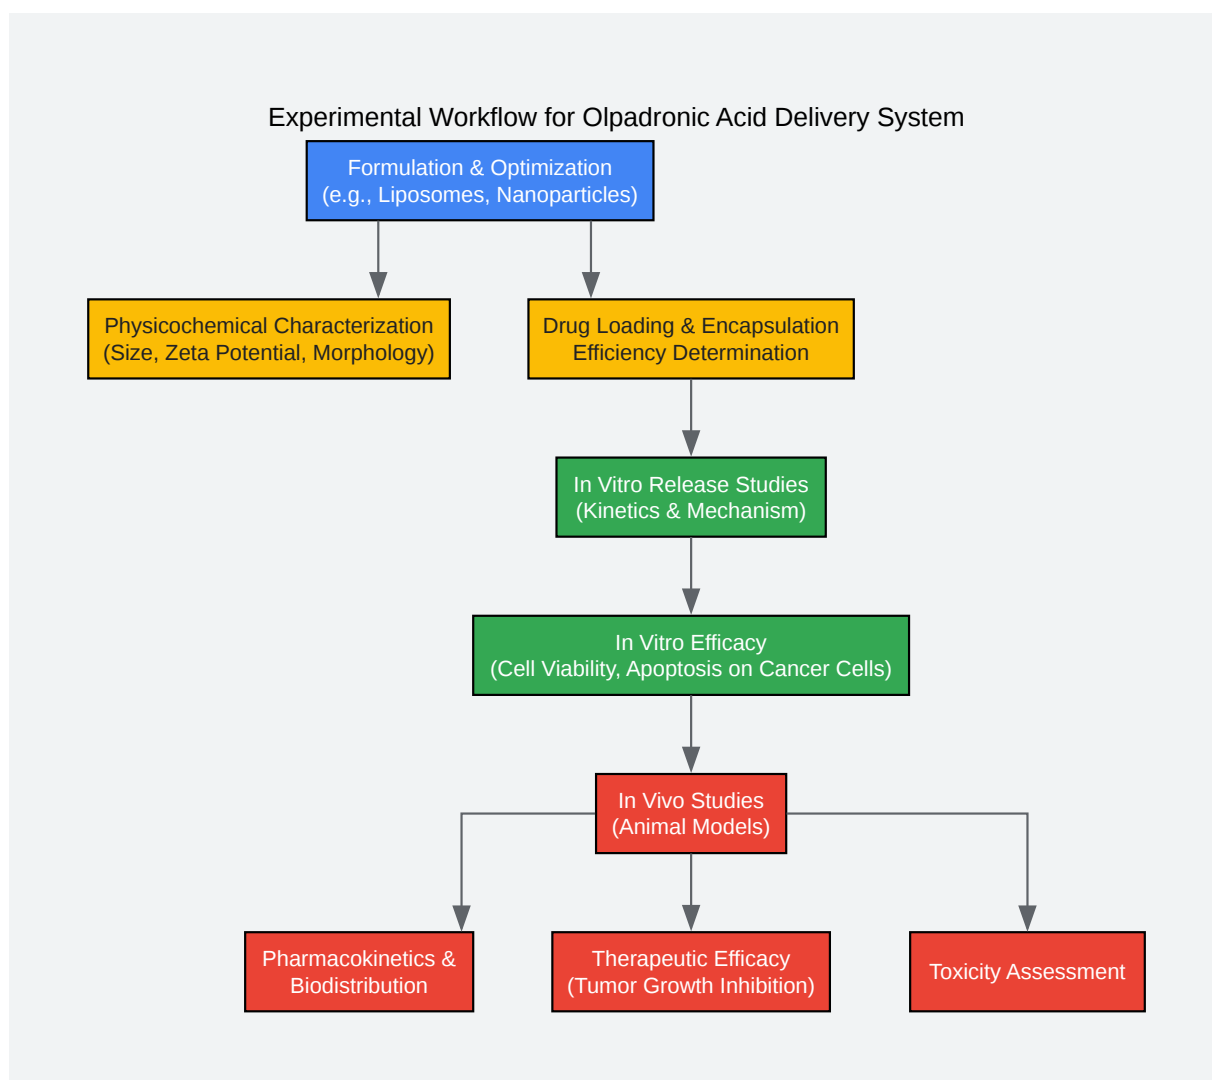 Experimental Workflow for Olpadronic Acid Delivery System
Formulation & Optimization
(e.g., Liposomes, Nanoparticles)
Physicochemical Characterization
(Size, Zeta Potential, Morphology)
Drug Loading & Encapsulation
Efficiency Determination
In Vitro Release Studies
(Kinetics & Mechanism)
In Vitro Efficacy
(Cell Viability, Apoptosis on Cancer Cells)
In Vivo Studies
(Animal Models)
Pharmacokinetics &
Biodistribution
Therapeutic Efficacy
(Tumor Growth Inhibition)
Toxicity Assessment